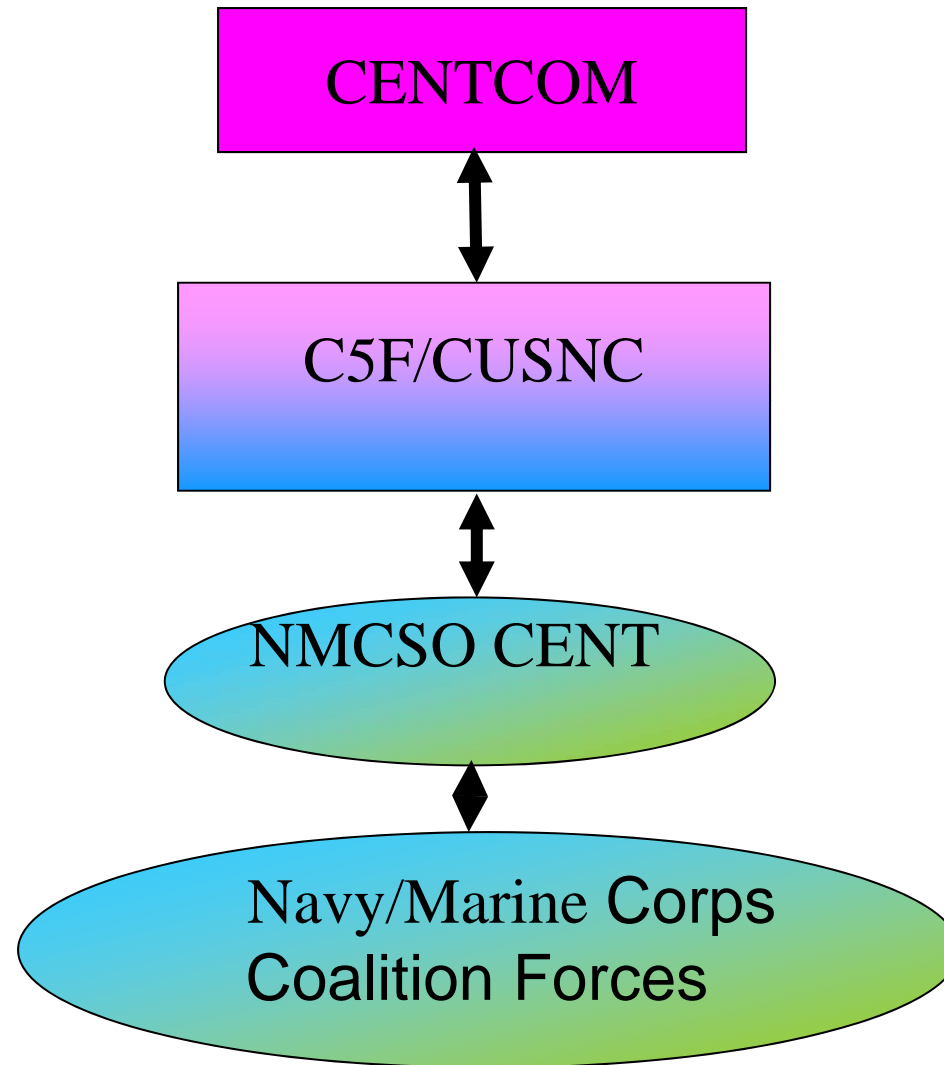 CENTCOM
C5F/CUSNC
NMCSO CENT
Navy/Marine Corps
Coalition Forces